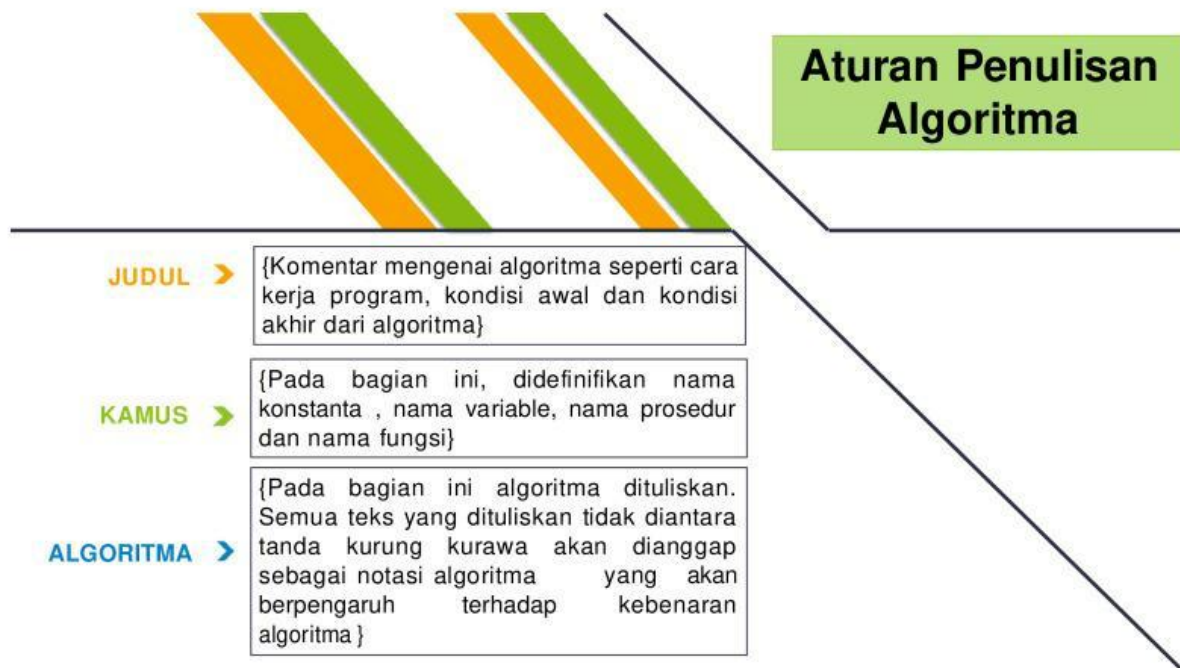 Aturan Penulisan
Algoritma
JUDUL
{Komentar mengenai algoritma seperti cara
kerja program, kondisi awal dan kondisi
akhir dari algoritma}
KAMUS
{Pada bagian ini, didefinifikan nama
konstanta , nama variable, nama prosedur
dan nama fungsi}
ALGORITMA
{Pada bagian ini algoritma dituliskan.
Semua teks yang dituliskan tidak diantara
tanda kurung kurawa akan dianggap
sebagai notasi algoritma yang akan
berpengaruh terhadap kebenaran
algoritma }